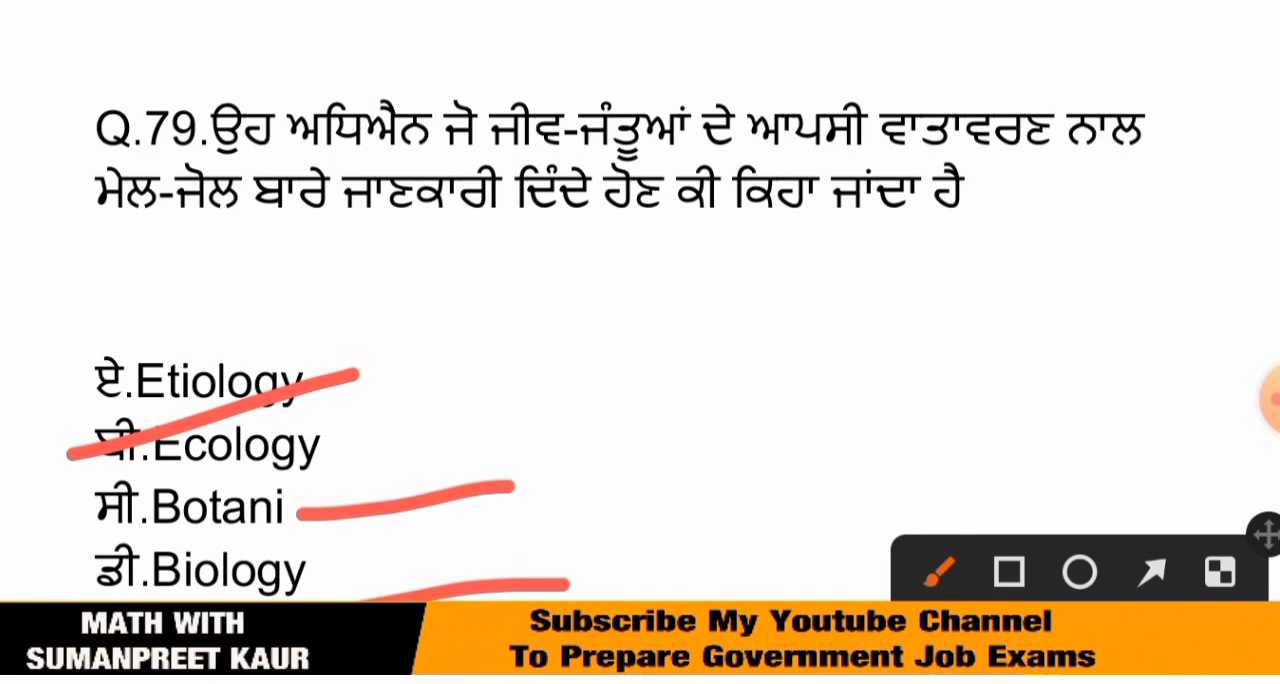 Q.79.ਉਹ ਅਧਿਐਨ ਜੋ ਜੀਵ-ਜੰਤੂਆਂ ਦੇ ਆਪਸੀ ਵਾਤਾਵਰਣ ਨਾਲ
ਮੇਲ-ਜੋਲ ਬਾਰੇ ਜਾਣਕਾਰੀ ਦਿੰਦੇ ਹੋਣ ਕੀ ਕਿਹਾ ਜਾਂਦਾ ਹੈ
ਏ.Etiology
ਬੀ.Ecology
ਸੀ.Botani
ਡੀ.Biology
MATH WITH
SUMANPREET KAUR
Subscribe My Youtube Channel
To Prepare Government Job Exams